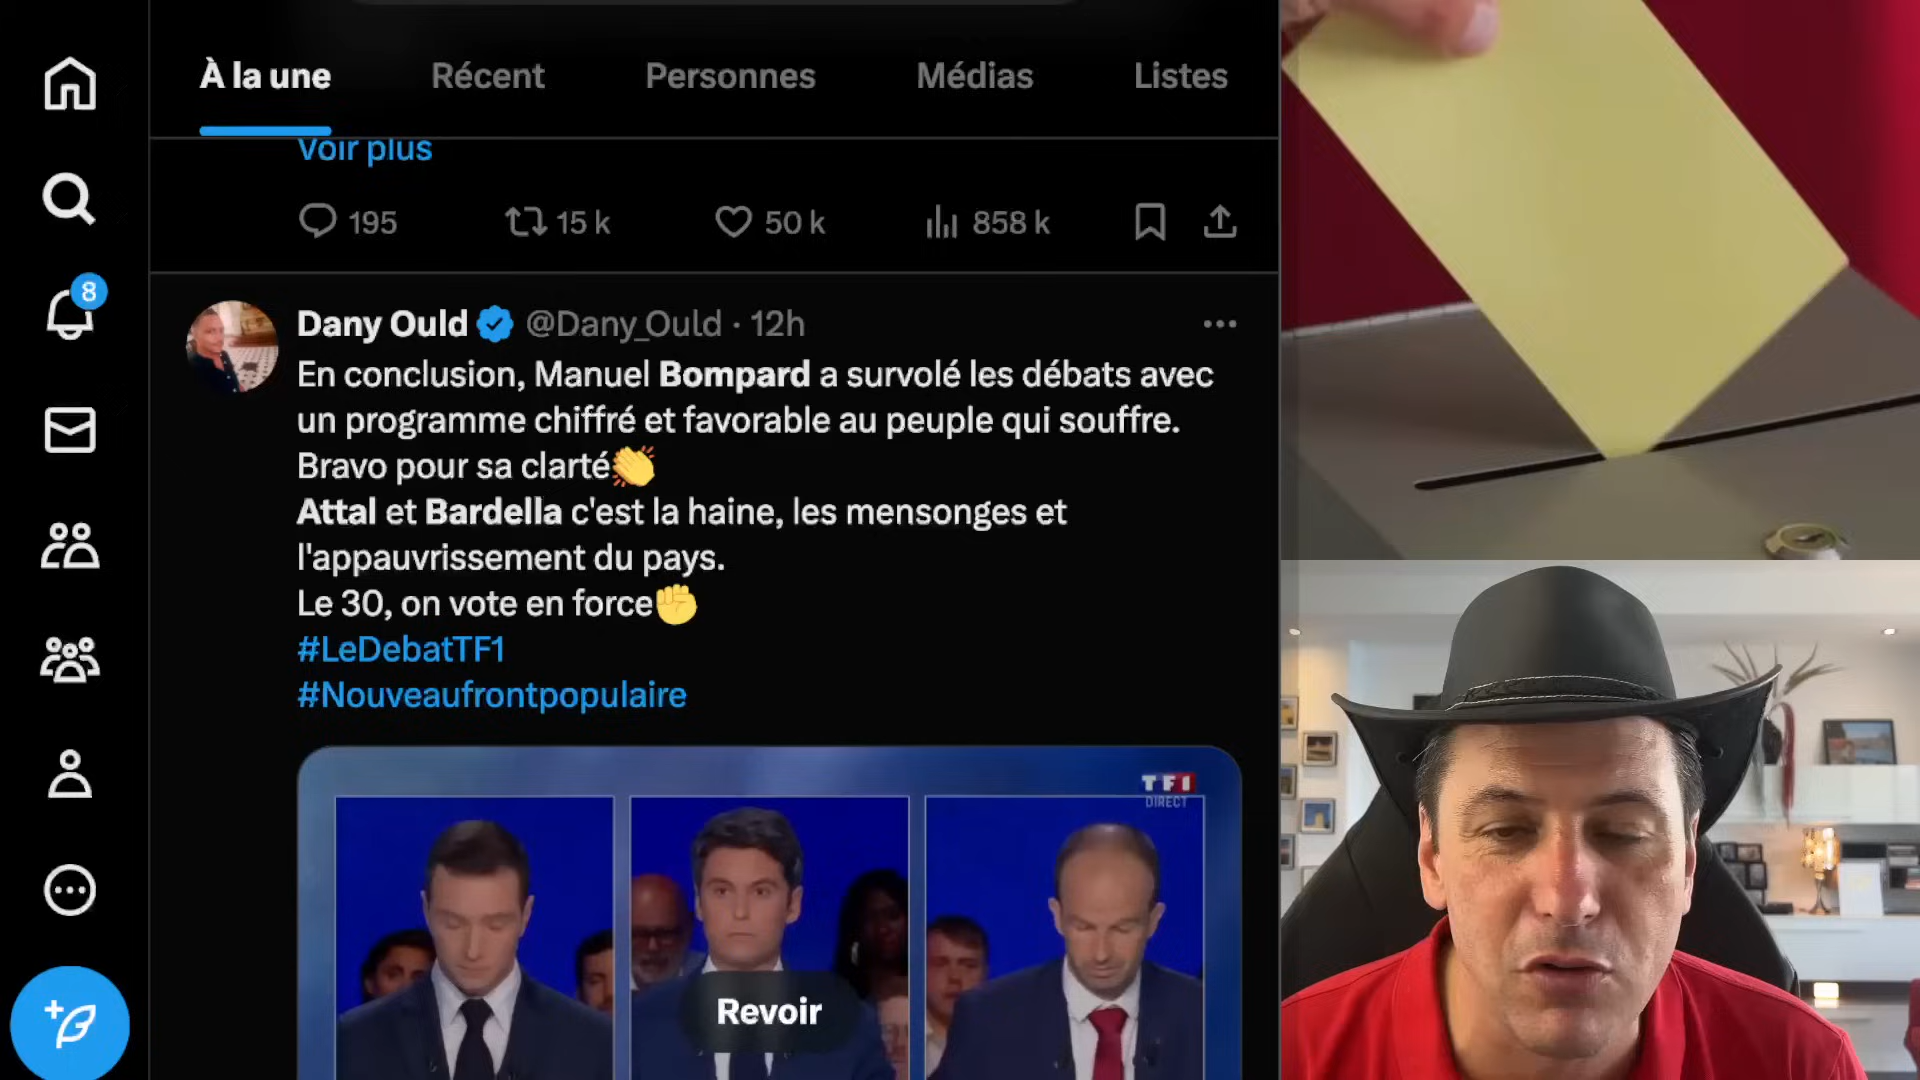 À la une
Récent
Personnes
Médias
Listes
Voir plus
195
15 k
50 k
858 k
8
Dany Ould @Dany_Ould · 12h
En conclusion, Manuel Bompard a survolé les débats avec
un programme chiffré et favorable au peuple qui souffre.
Bravo pour sa clarté👏
Attal et Bardella c'est la haine, les mensonges et
l'appauvrissement du pays.
Le 30, on vote en force✊
#LeDebatTF1
#Nouveaufrontpopulaire
TF1
DIRECT
Revoir